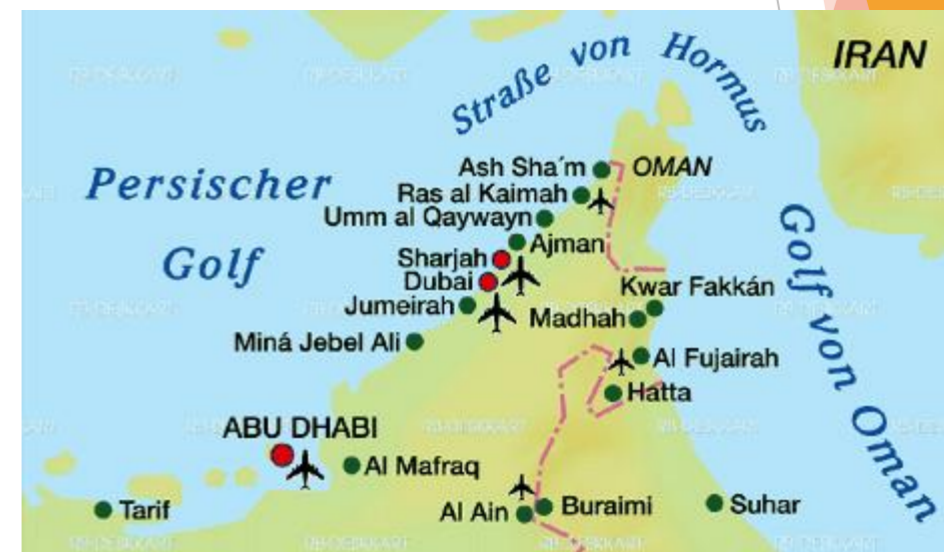 IRAN
Straße von Hormus
Persischer
Golf
Ash Sha´m
OMAN
Ras al Kaimah
Umm al Qaywayn
Ajman
Sharjah
Dubai
Jumeirah
Kwar Fakkán
Madhah
Miná Jebel Ali
Al Fujairah
Hatta
Golf von Oman
ABU DHABI
Al Mafraq
Tarif
Al Ain
Buraimi
Suhar